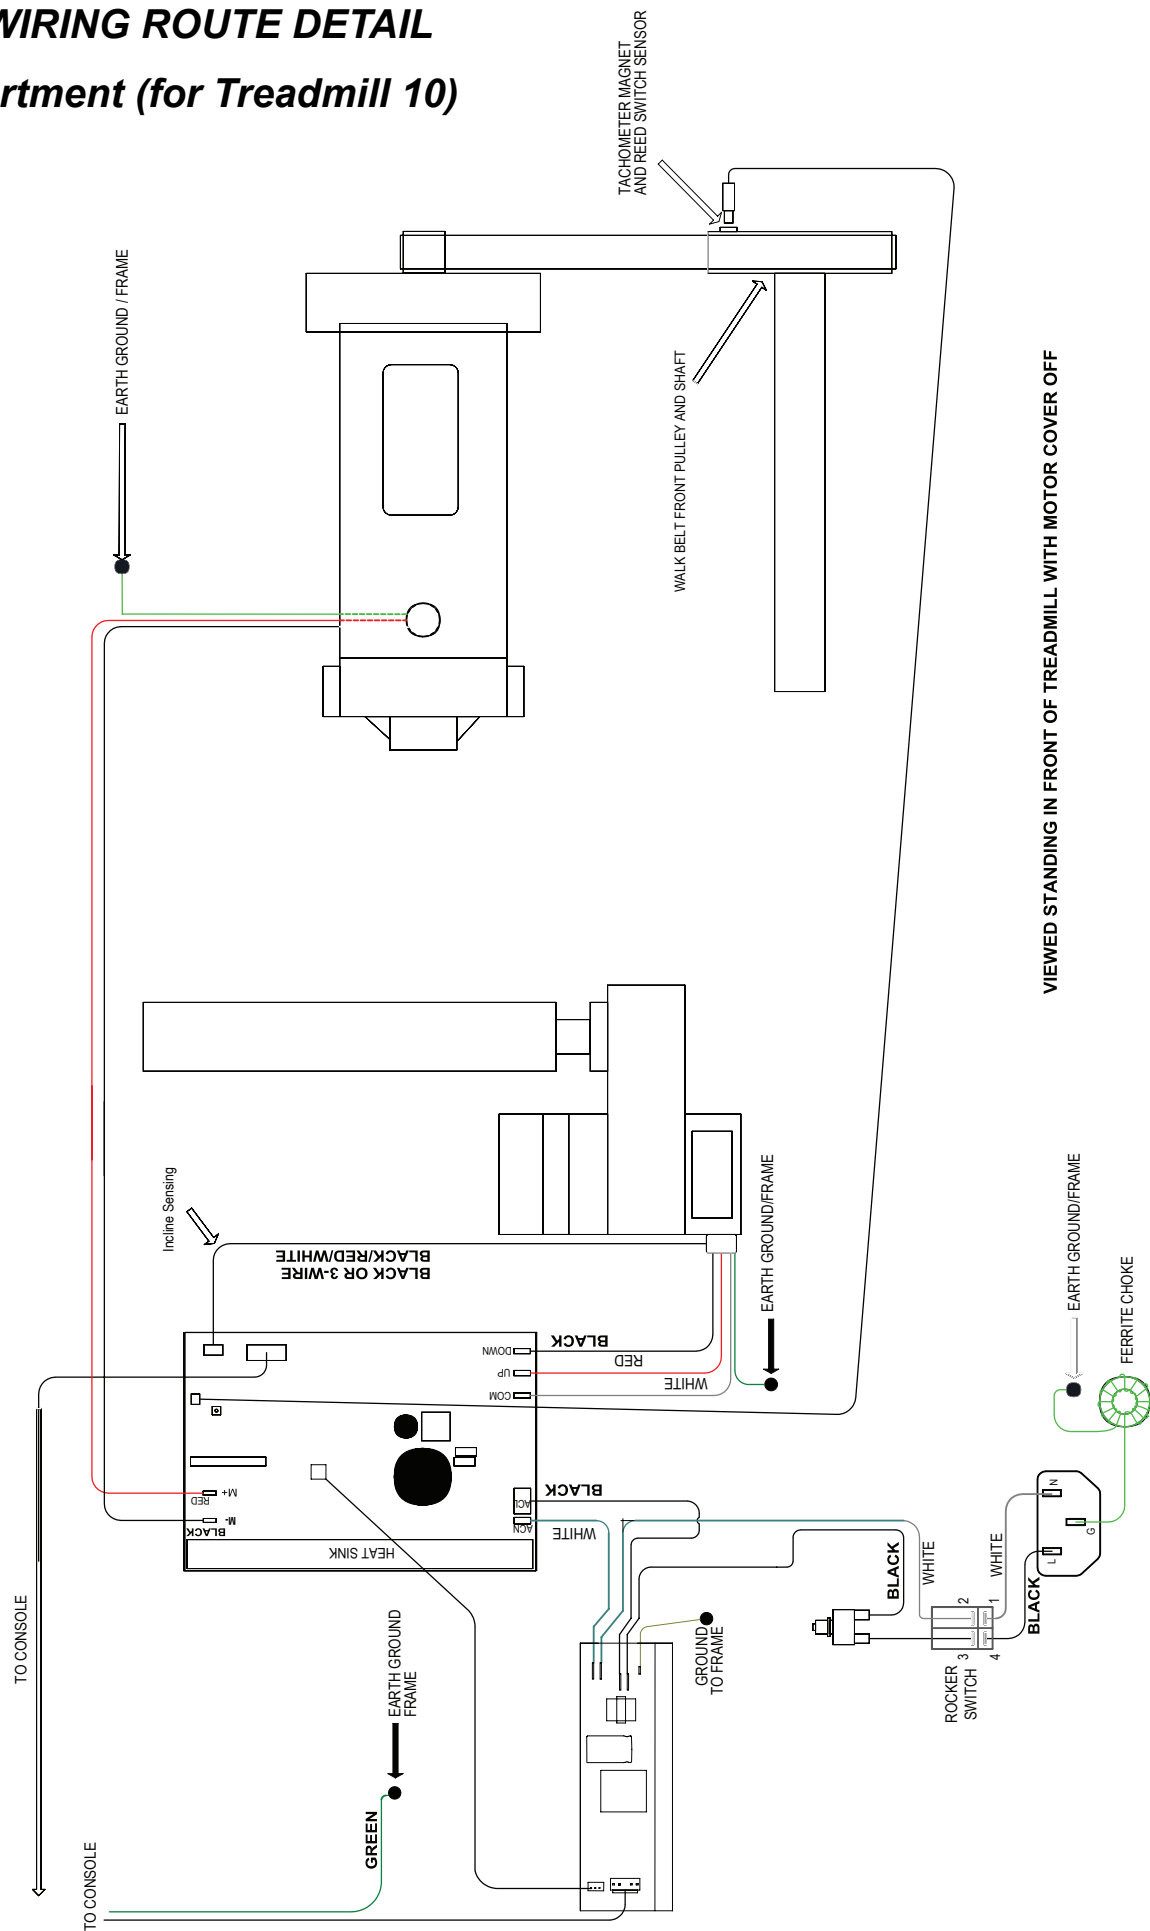 WIRING ROUTE DETAIL
rtment (for Treadmill 10)
TACHOMETER MAGNET
AND REED SWITCH SENSOR
EARTH GROUND / FRAME
WALK BELT FRONT PULLEY AND SHAFT
VIEWED STANDING IN FRONT OF TREADMILL WITH MOTOR COVER OFF
Incline Sensing
BLACK OR 3-WIRE
BLACK/RED/WHITE
EARTH GROUND/FRAME
EARTH GROUND/FRAME
FERRITE CHOKE
DOWN
BLACK
UP
RED
COM
WHITE
M+
RED
M-
BLACK
HEAT SINK
ACL
BLACK
ACN
WHITE
N
G
L
WHITE
BLACK
BLACK
WHITE
2
1
3
4
ROCKER
SWITCH
GROUND
TO FRAME
EARTH GROUND
FRAME
GREEN
TO CONSOLE
TO CONSOLE